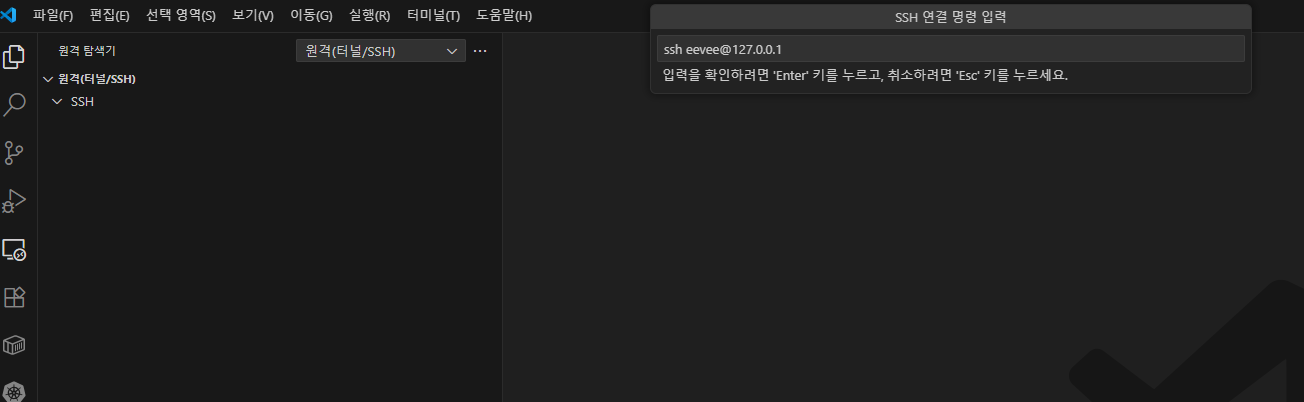 파일(F) 편집(E) 선택 영역(S) 보기(V) 이동(G) 실행(R) 터미널(T) 도움말(H)
SSH 연결 명령 입력
ssh eevee@127.0.0.1
입력을 확인하려면 'Enter' 키를 누르고, 취소하려면 'Esc' 키를 누르세요.
원격 탐색기
원격(터널/SSH)
원격(터널/SSH)
SSH